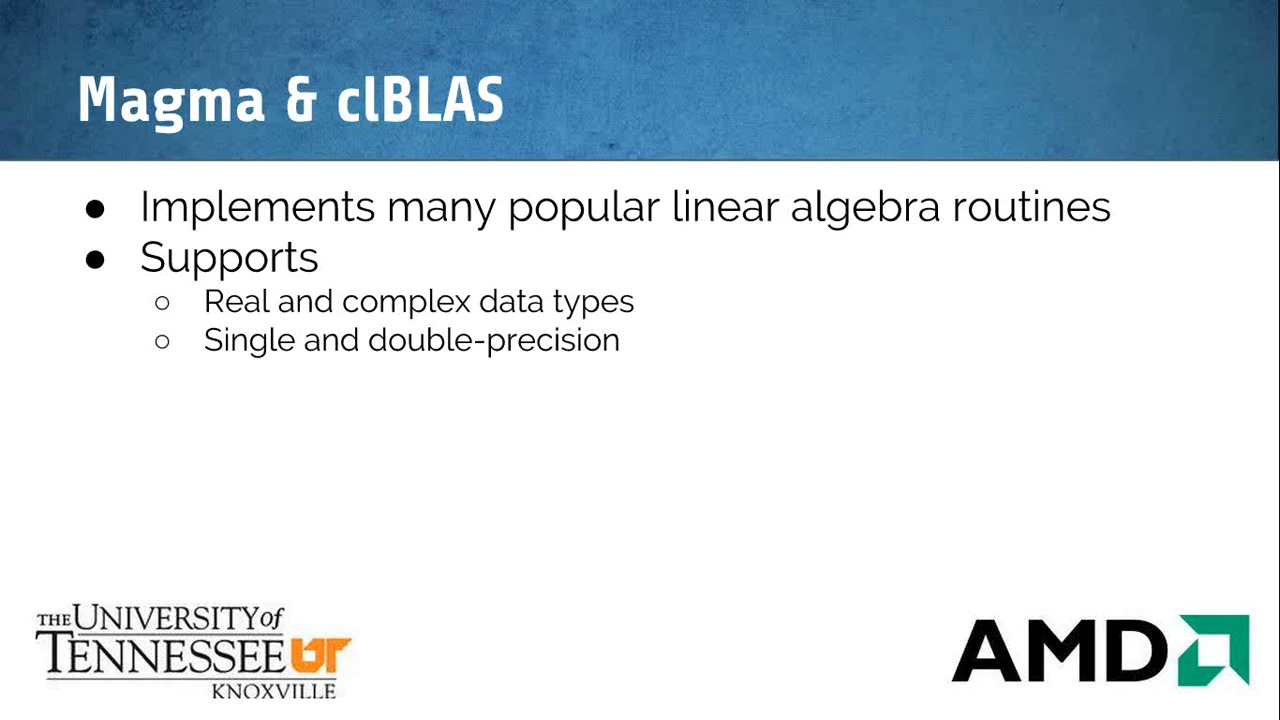 Magma & clBLAS
● Implements many popular linear algebra routines
● Supports
○ Real and complex data types
○ Single and double-precision
THE UNIVERSITY of
TENNESSEE UT
KNOXVILLE
AMD